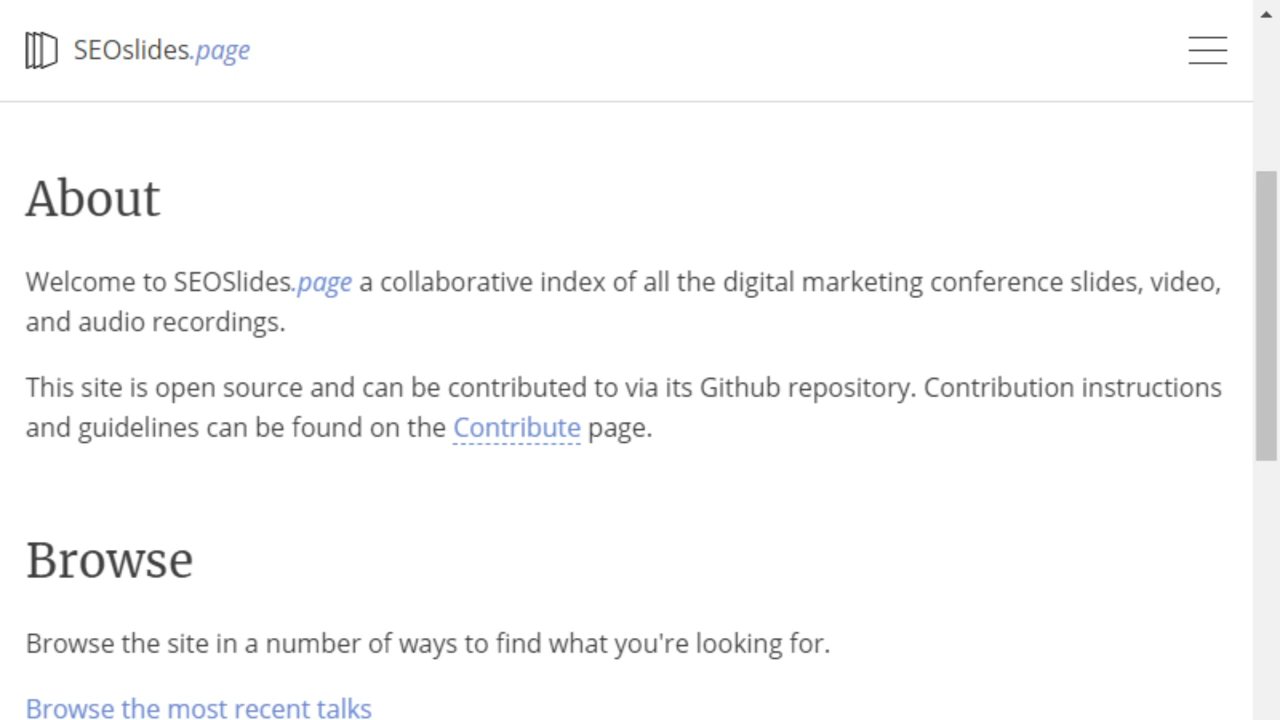 SEOslides.page
About
Welcome to SEOSlides.page a collaborative index of all the digital marketing conference slides, video,
and audio recordings.
This site is open source and can be contributed to via its Github repository. Contribution instructions
and guidelines can be found on the Contribute page.
Browse
Browse the site in a number of ways to find what you're looking for.
Browse the most recent talks